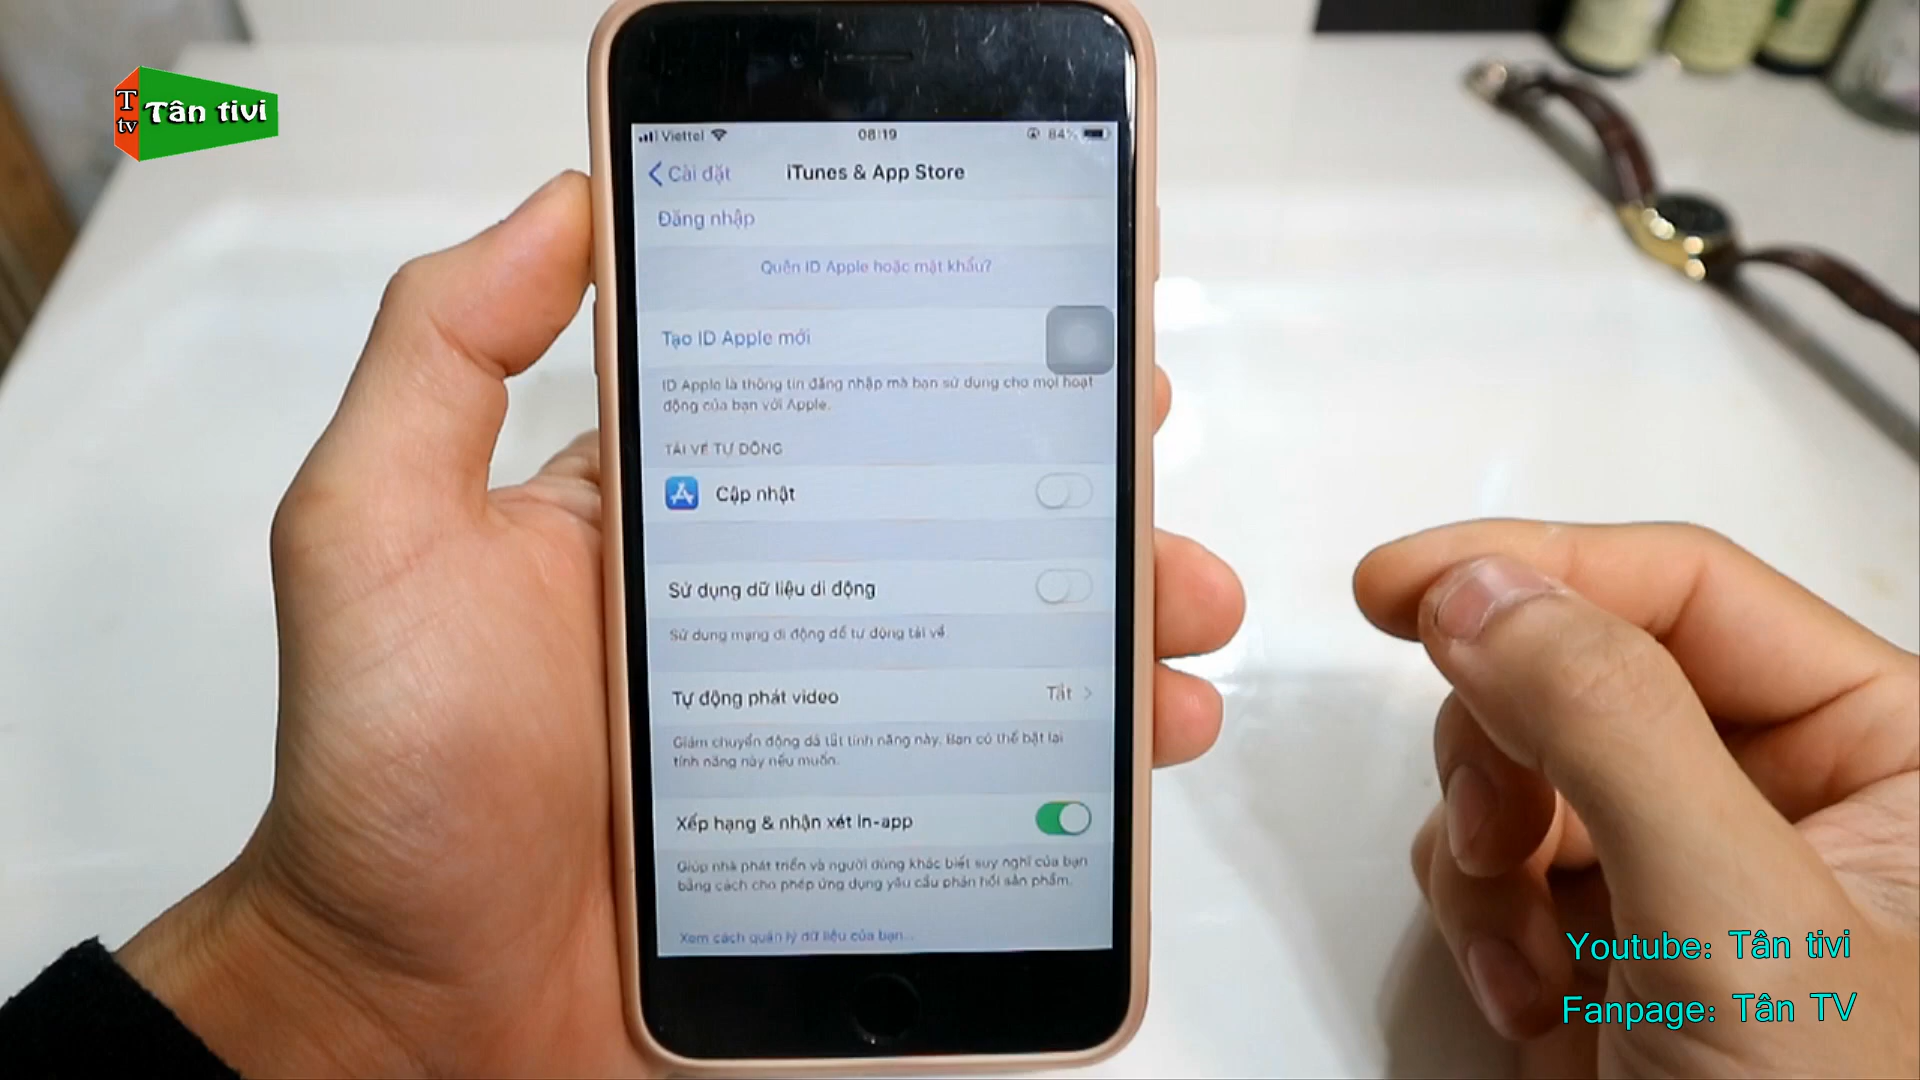 T
tv
Tân tivi
Viettel
08:19
84%
Cài đặt
iTunes & App Store
Đăng nhập
Quên ID Apple hoặc mật khẩu?
Tạo ID Apple mới
ID Apple là thông tin đăng nhập mà bạn sử dụng cho mọi hoạt
động của bạn với Apple.
TẢI VỀ TỰ ĐỘNG
Cập nhật
Sử dụng dữ liệu di động
Sử dụng mạng di động để tự động tải về.
Tự động phát video
Tắt
Giảm chuyển động đã tắt tính năng này. Bạn có thể bật lại
tính năng này nếu muốn.
Xếp hạng & nhận xét In-app
Giúp nhà phát triển và người dùng khác biết suy nghĩ của bạn
bằng cách cho phép ứng dụng yêu cầu phản hồi sản phẩm.
Xem cách quản lý dữ liệu của bạn...
Youtube: Tân tivi
Fanpage: Tân TV